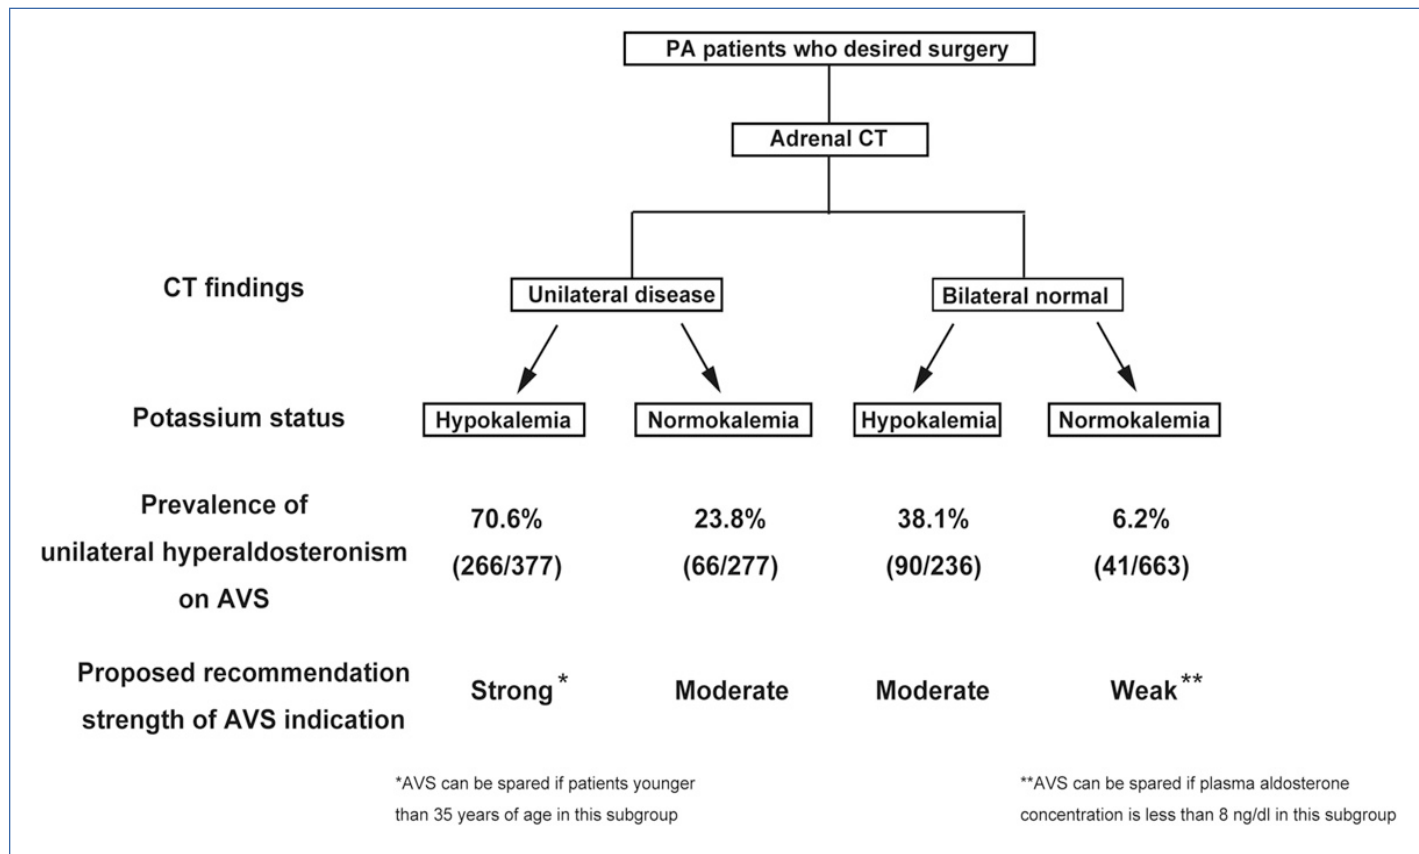 PA patients who desired surgery
Adrenal CT
CT findings
Unilateral disease
Bilateral normal
Potassium status
Hypokalemia
Normokalemia
Hypokalemia
Normokalemia
Prevalence of
unilateral hyperaldosteronism
on AVS
70.6%
(266/377)
23.8%
(66/277)
38.1%
(90/236)
6.2%
(41/663)
Proposed recommendation
strength of AVS indication
Strong*
Moderate
Moderate
Weak**
*AVS can be spared if patients younger
than 35 years of age in this subgroup
**AVS can be spared if plasma aldosterone
concentration is less than 8 ng/dl in this subgroup